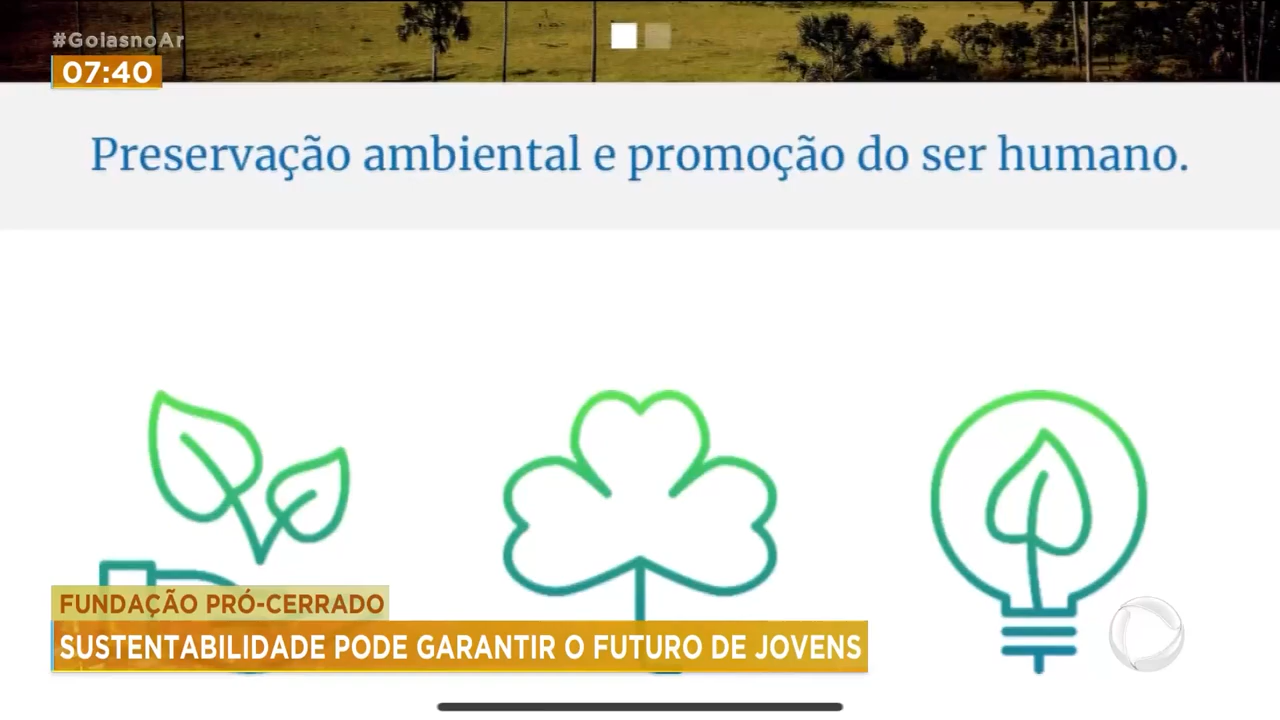 #GoiasnoAr
07:40
Preservação ambiental e promoção do ser humano.
FUNDAÇÃO PRÓ-CERRADO
SUSTENTABILIDADE PODE GARANTIR O FUTURO DE JOVENS